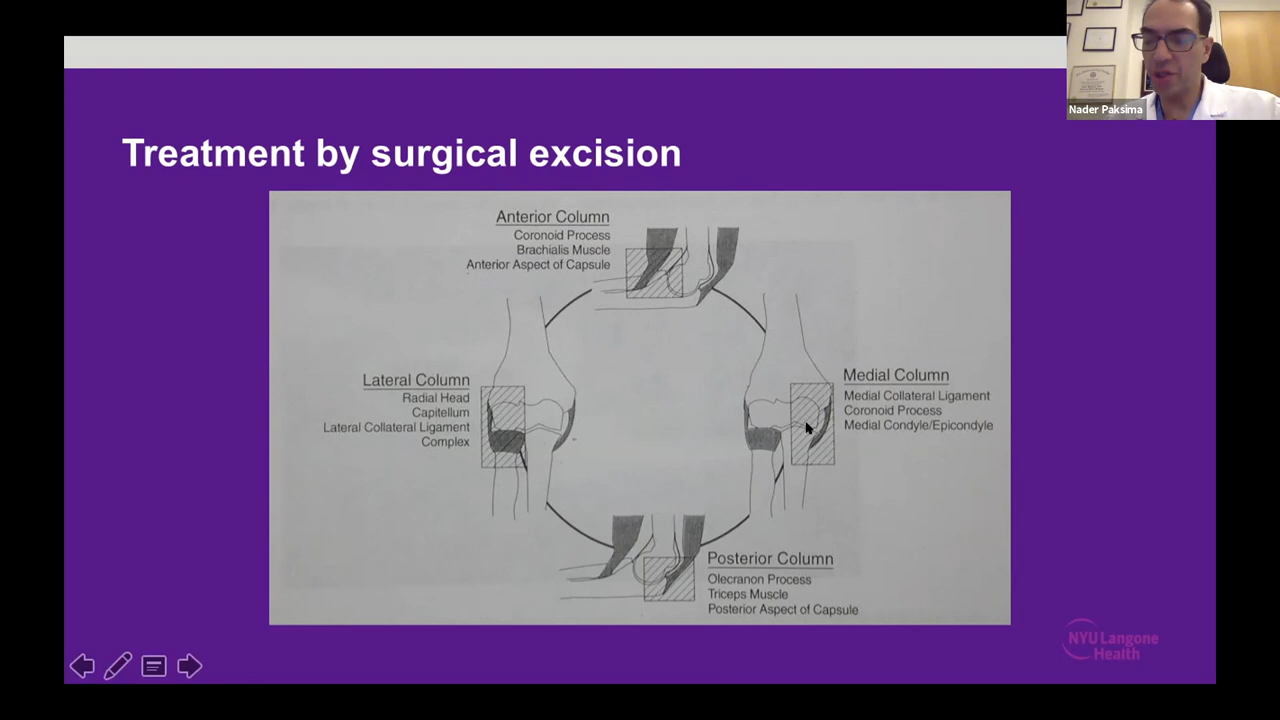 Nader Paksima
Treatment by surgical excision
Anterior Column
Coronoid Process
Brachialis Muscle
Anterior Aspect of Capsule
Lateral Column
Radial Head
Capitellum
Lateral Collateral Ligament
Complex
Medial Column
Medial Collateral Ligament
Coronoid Process
Medial Condyle/Epicondyle
Posterior Column
Olecranon Process
Triceps Muscle
Posterior Aspect of Capsule
NYU Langone
Health